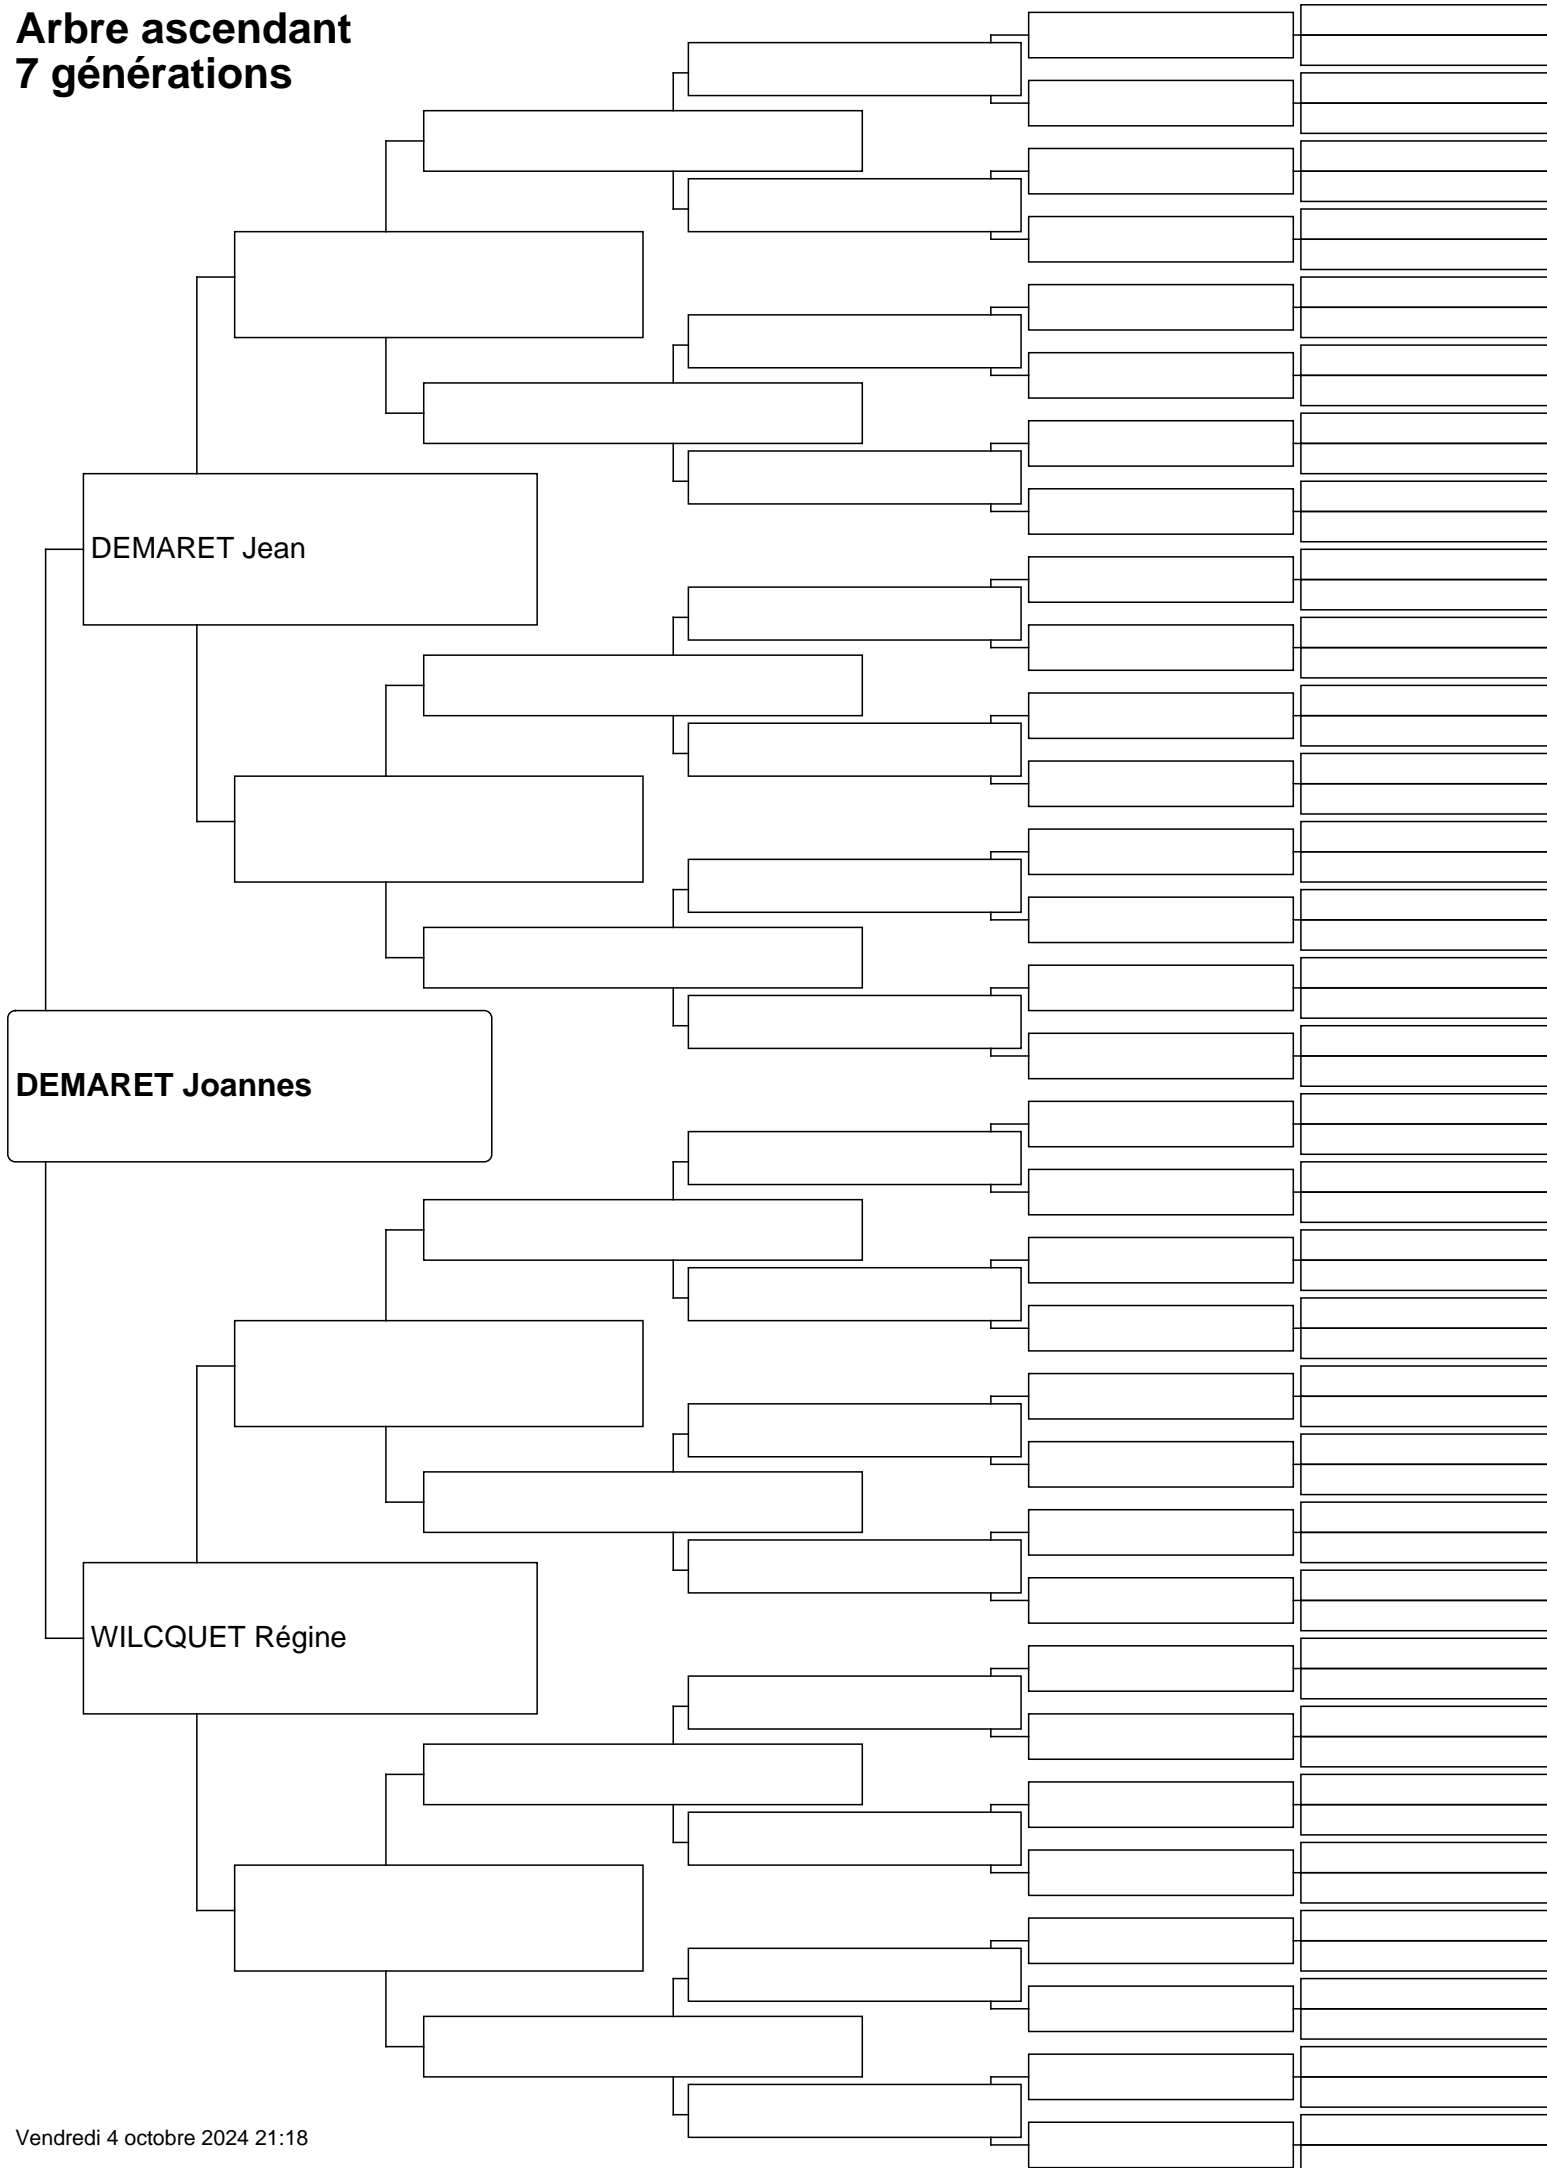 Arbre ascendant
7 générations
DEMARET Jean
DEMARET Joannes
WILCQUET Régine
Vendredi 4 octobre 2024 21:18